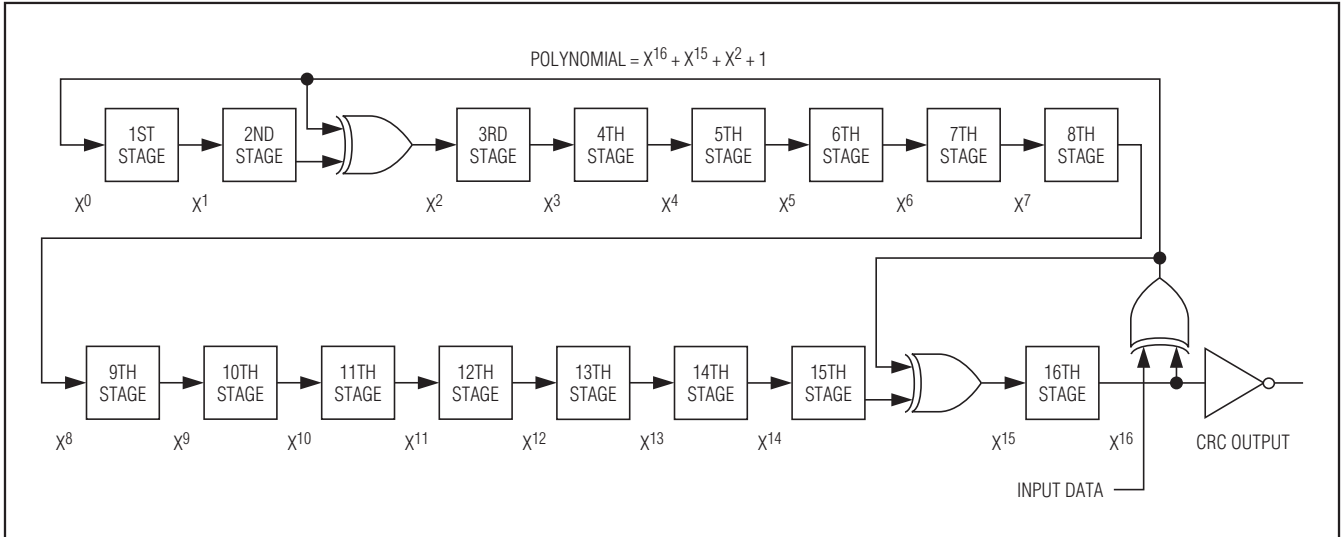 POLYNOMIAL = X16 + X15 + X2 + 1
1ST STAGE
2ND STAGE
3RD STAGE
4TH STAGE
5TH STAGE
6TH STAGE
7TH STAGE
8TH STAGE
X0
X1
X2
X3
X4
X5
X6
X7
9TH STAGE
10TH STAGE
11TH STAGE
12TH STAGE
13TH STAGE
14TH STAGE
15TH STAGE
16TH STAGE
X8
X9
X10
X11
X12
X13
X14
X15
X16
CRC OUTPUT
INPUT DATA